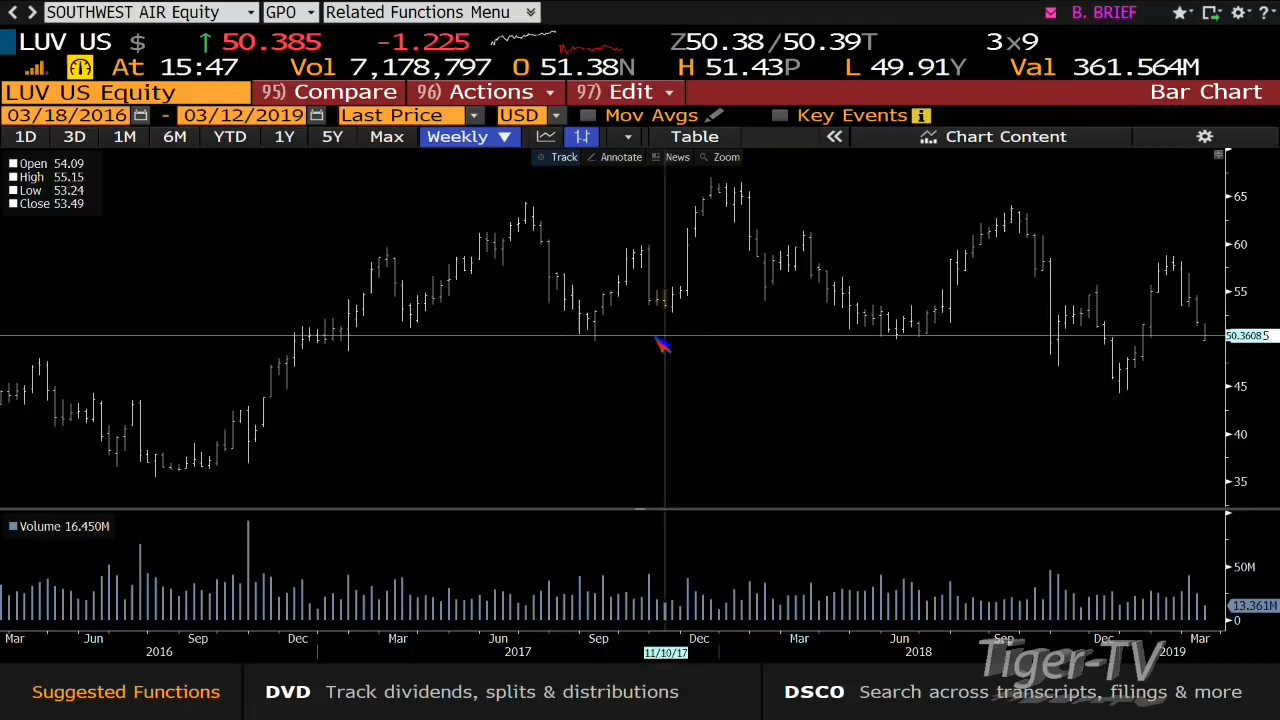 SOUTHWEST AIR Equity GPO Related Functions Menu B. BRIEF
LUV US $ ↑ 50.385 -1.225 Z50.38/50.39T 3x9
At 15:47 Vol 7,178,797 O 51.38N H 51.43P L 49.91Y Val 361.564M
LUV US Equity 95) Compare 96) Actions 97) Edit Bar Chart
03/18/2016 - 03/12/2019 Last Price USD Mov Avgs Key Events
1D 3D 1M 6M YTD 1Y 5Y Max Weekly ▼ Table « Chart Content
Track Annotate News Zoom
Open 54.09
High 55.15
Low 53.24
Close 53.49
65
60
55
50.36085
45
40
35
Volume 16.450M
50M
13.361M
0
Mar Jun Sep Dec Mar Jun Sep Dec Mar Jun Sep Dec Mar
2016 2017 11/10/17 2018 2019
Tiger-TV
Suggested Functions DVD Track dividends, splits & distributions DSCO Search across transcripts, filings & more